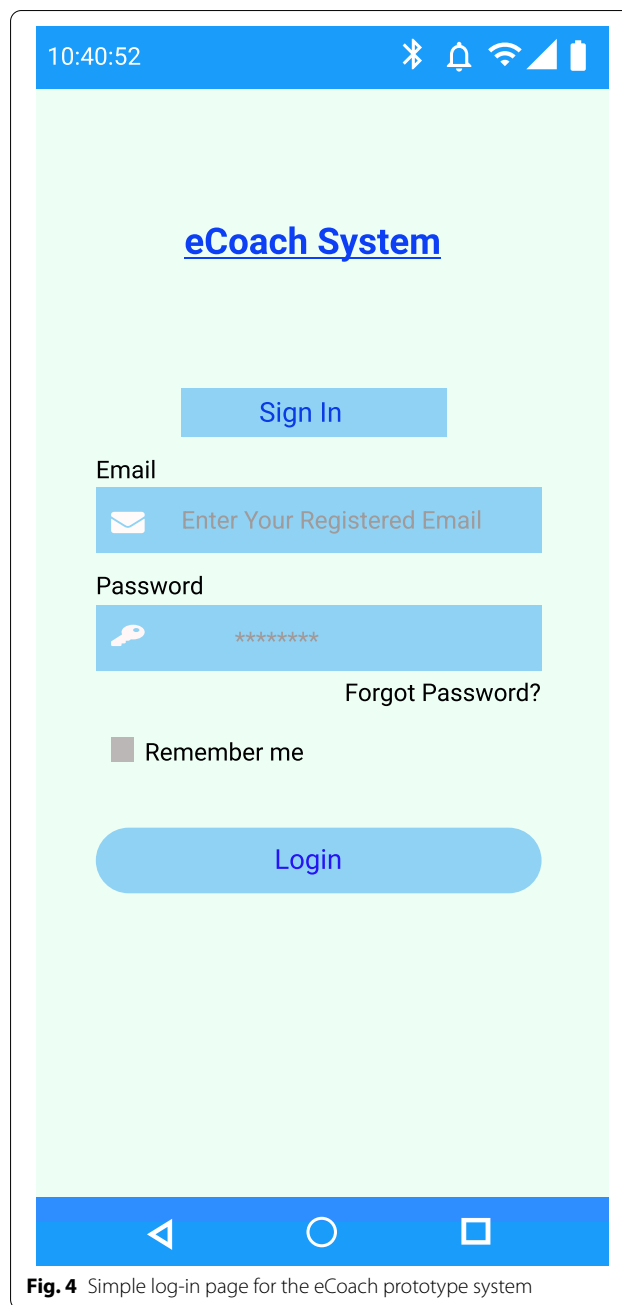 10:40:52
eCoach System
Sign In
Email
Enter Your Registered Email
Password
********
Forgot Password?
Remember me
Login
Fig. 4 Simple log-in page for the eCoach prototype system